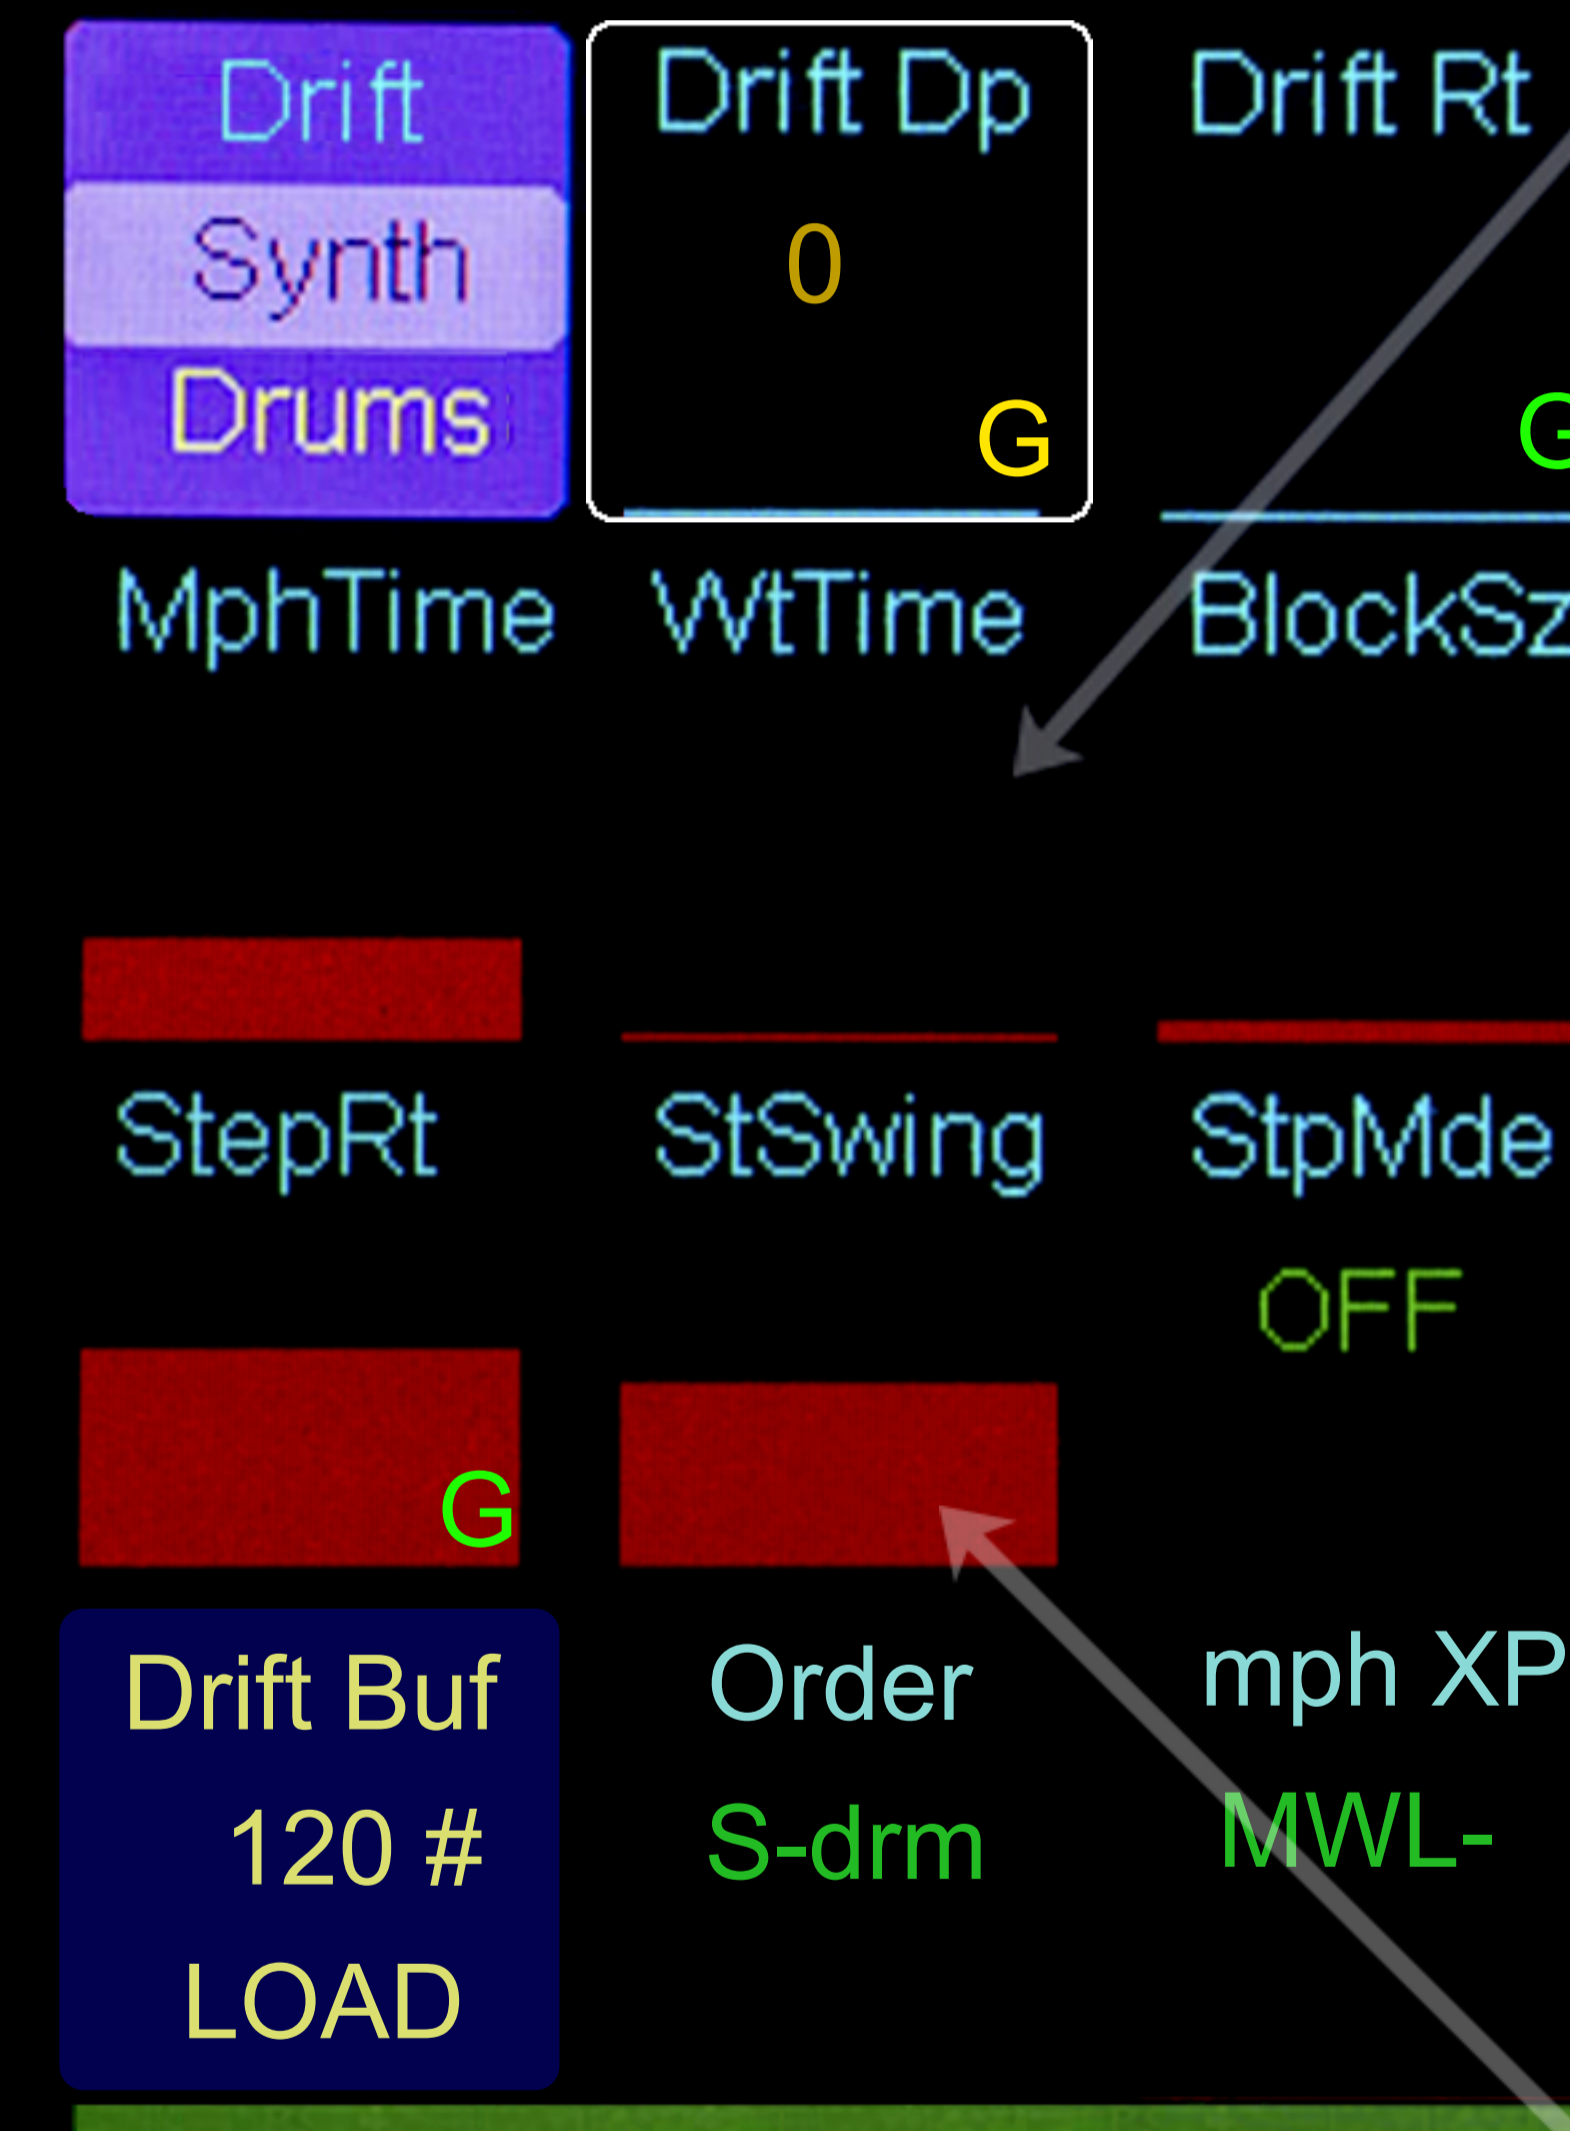 Drift
Synth
Drums
Drift Dp
0
G
Drift Rt
G
MphTime
WtTime
BlockSz
StepRt
G
StSwing
StpMde
OFF
Drift Buf
120 #
LOAD
Order
S-drm
mph XP
MWL-